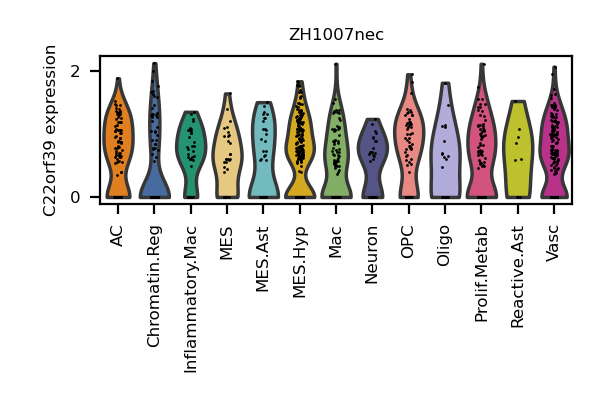 ZH1007nec
C22orf39 expression
2
0
AC
Chromatin.Reg
Inflammatory.Mac
MES
MES.Ast
MES.Hyp
Mac
Neuron
OPC
Oligo
Prolif.Metab
Reactive.Ast
Vasc